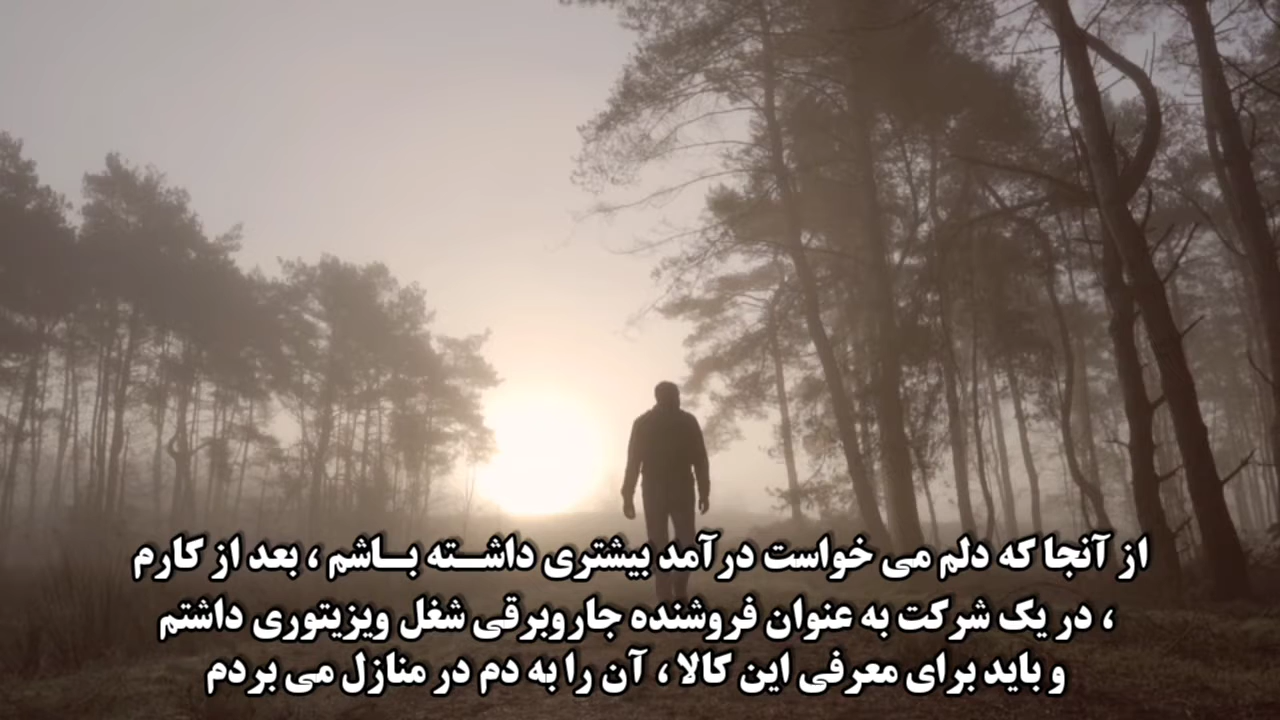 از آنجا که دلم می خواست درآمد بیشتری داشــته بــاشم ، بعد از کارم
، در یک شرکت به عنوان فروشنده جاروبرقی شغل ویزیتوری داشتم
و باید برای معرفی این کالا ، آن را به دم در منازل می بردم